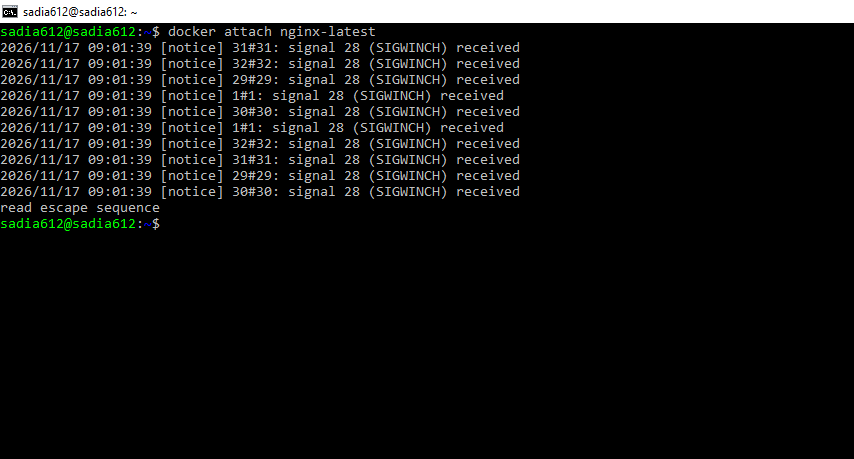 C:\. sadia612@sadia612: ~
sadia612@sadia612:~$ docker attach nginx-latest
2026/11/17 09:01:39 [notice] 31#31: signal 28 (SIGWINCH) received
2026/11/17 09:01:39 [notice] 32#32: signal 28 (SIGWINCH) received
2026/11/17 09:01:39 [notice] 29#29: signal 28 (SIGWINCH) received
2026/11/17 09:01:39 [notice] 1#1: signal 28 (SIGWINCH) received
2026/11/17 09:01:39 [notice] 30#30: signal 28 (SIGWINCH) received
2026/11/17 09:01:39 [notice] 1#1: signal 28 (SIGWINCH) received
2026/11/17 09:01:39 [notice] 32#32: signal 28 (SIGWINCH) received
2026/11/17 09:01:39 [notice] 31#31: signal 28 (SIGWINCH) received
2026/11/17 09:01:39 [notice] 29#29: signal 28 (SIGWINCH) received
2026/11/17 09:01:39 [notice] 30#30: signal 28 (SIGWINCH) received
read escape sequence
sadia612@sadia612:~$